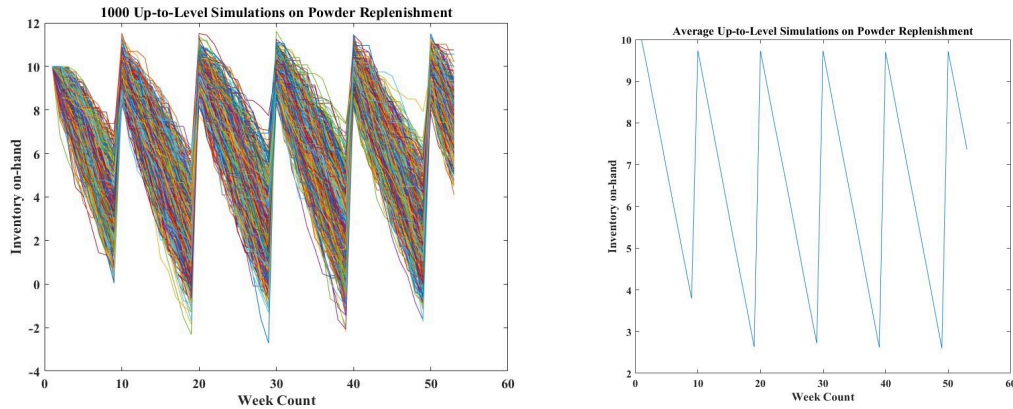 1000 Up-to-Level Simulations on Powder Replenishment
12
10
8
6
4
2
0
-2
-4
Inventory on-hand
0 10 20 30 40 50 60
Week Count
Average Up-to-Level Simulations on Powder Replenishment
10
9
8
7
6
5
4
3
2
Inventory on-hand
0 10 20 30 40 50 60
Week Count